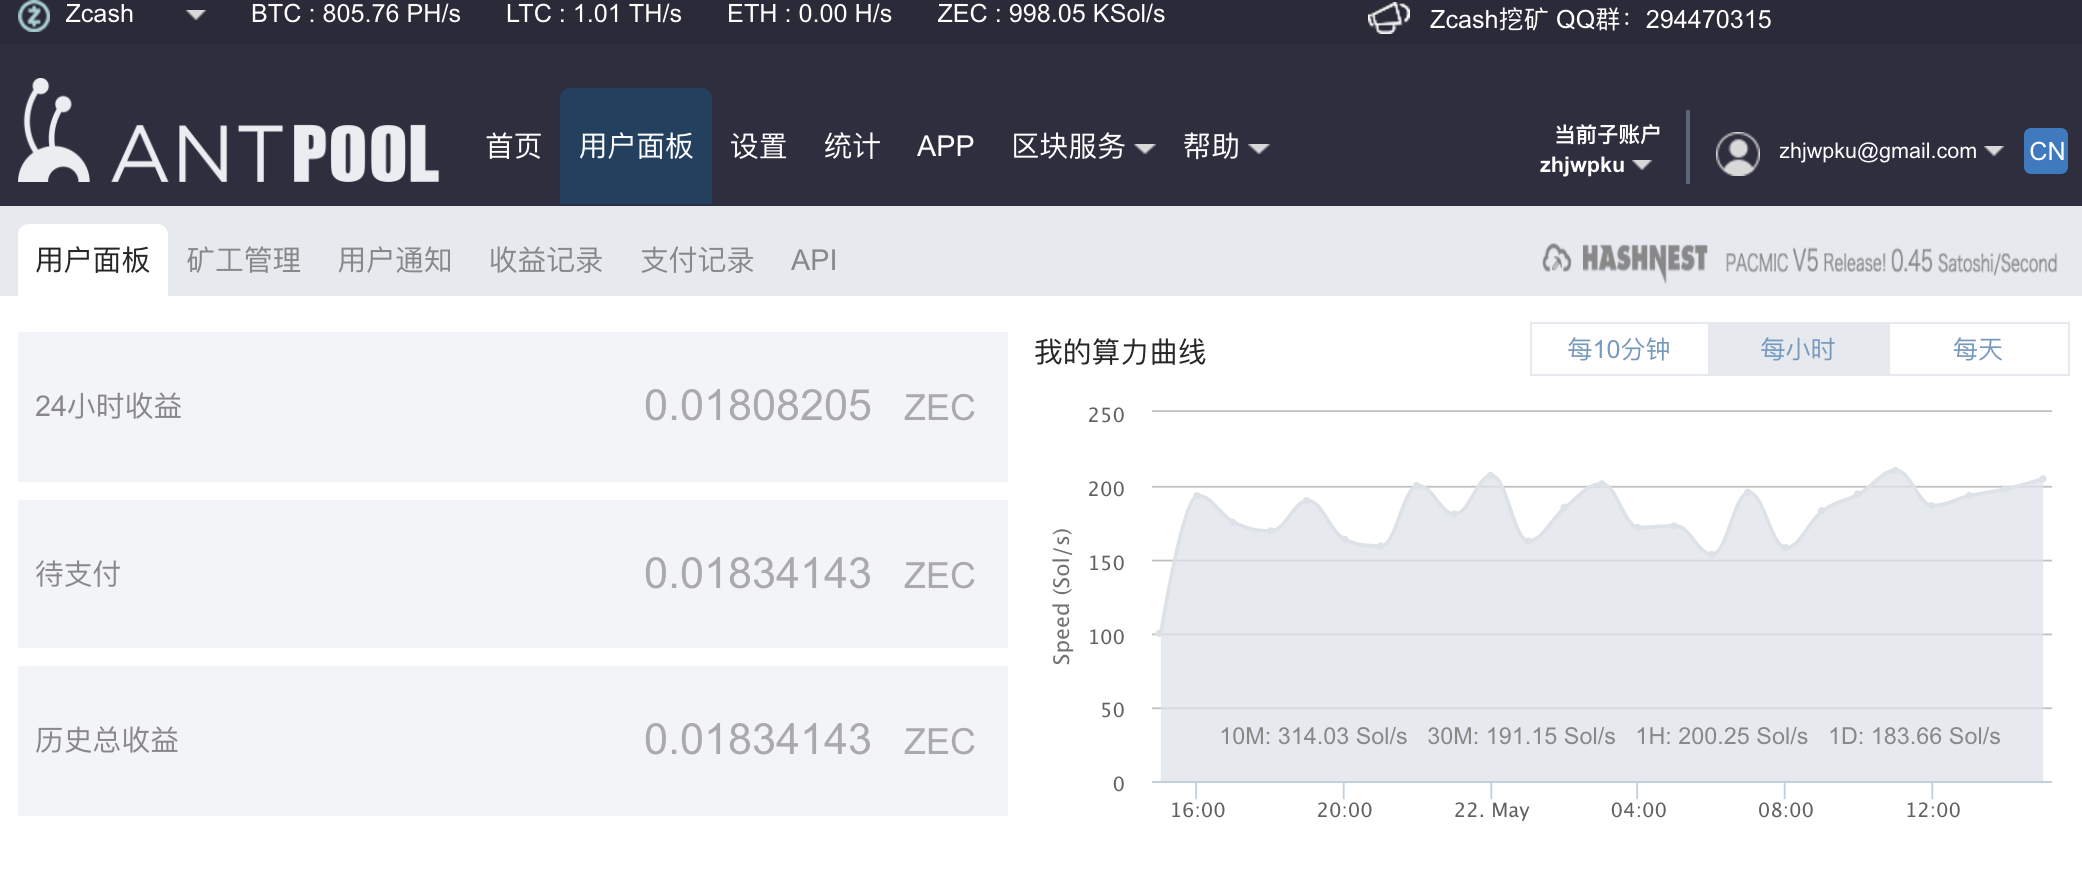 Zcash BTC : 805.76 PH/s LTC : 1.01 TH/s ETH : 0.00 H/s ZEC : 998.05 KSol/s Zcash挖矿 QQ群：294470315
ANTPOOL 首页 用户面板 设置 统计 APP 区块服务 帮助
当前子账户
zhjwpku
zhjwpku@gmail.com CN
用户面板 矿工管理 用户通知 收益记录 支付记录 API
HASHNEST PACMIC V5 Release! 0.45 Satoshi/Second
24小时收益 0.01808205 ZEC
待支付 0.01834143 ZEC
历史总收益 0.01834143 ZEC
我的算力曲线 每10分钟 每小时 每天
250
200
150
100
50
0
Speed (Sol/s)
10M: 314.03 Sol/s 30M: 191.15 Sol/s 1H: 200.25 Sol/s 1D: 183.66 Sol/s
16:00 20:00 22. May 04:00 08:00 12:00